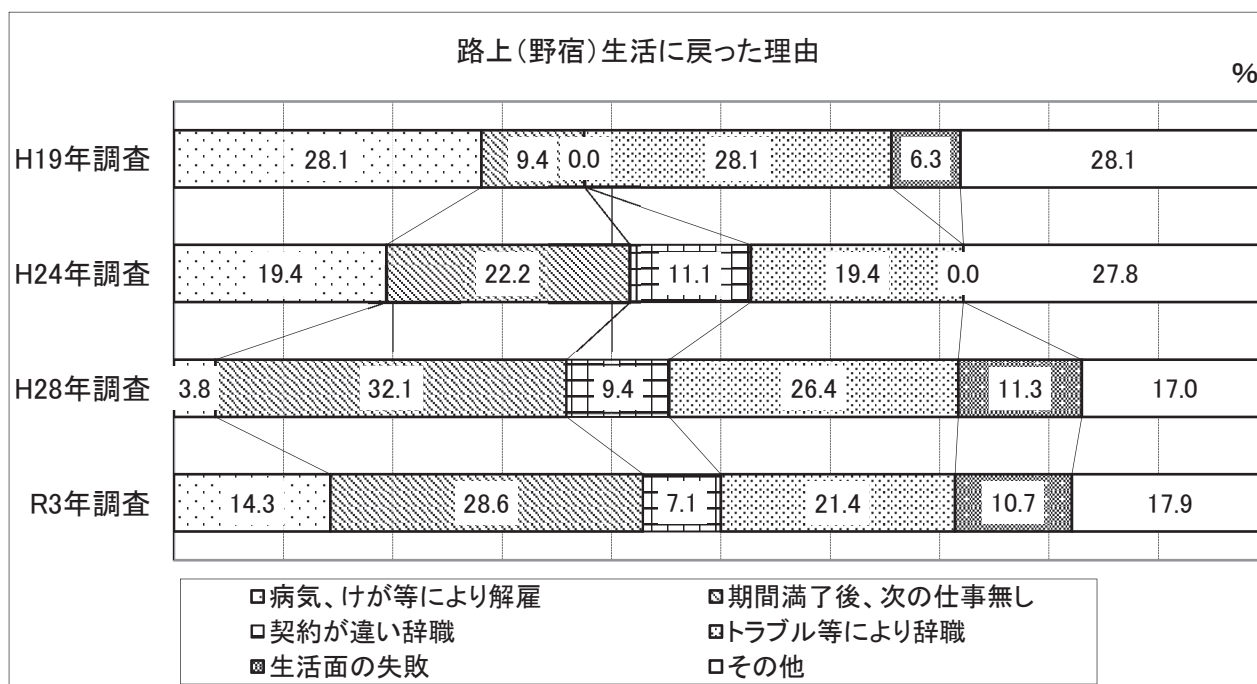 路上（野宿）生活に戻った理由
%
H19年調査 28.1 9.4 0.0 28.1 6.3 28.1
H24年調査 19.4 22.2 11.1 19.4 0.0 27.8
H28年調査 3.8 32.1 9.4 26.4 11.3 17.0
R3年調査 14.3 28.6 7.1 21.4 10.7 17.9
病気、けが等により解雇 期間満了後、次の仕事無し
契約が違い辞職 トラブル等により辞職
生活面の失敗 その他